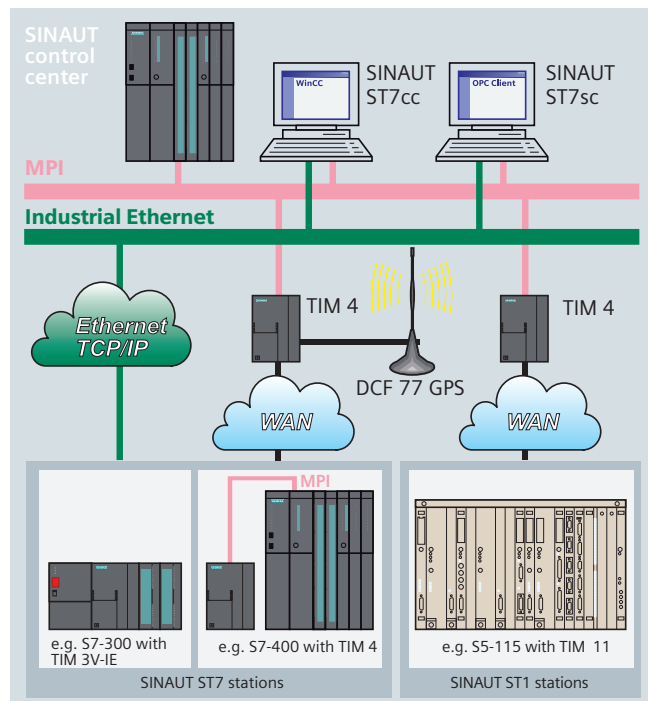 SINAUT
control
center
WinCC
SINAUT
ST7cc
OPC Client
SINAUT
ST7sc
MPI
Industrial Ethernet
Ethernet
TCP/IP
TIM 4
DCF 77 GPS
TIM 4
WAN
WAN
MPI
e.g. S7-300 with
TIM 3V-IE
e.g. S7-400 with TIM 4
e.g. S5-115 with TIM 11
SINAUT ST7 stations
SINAUT ST1 stations